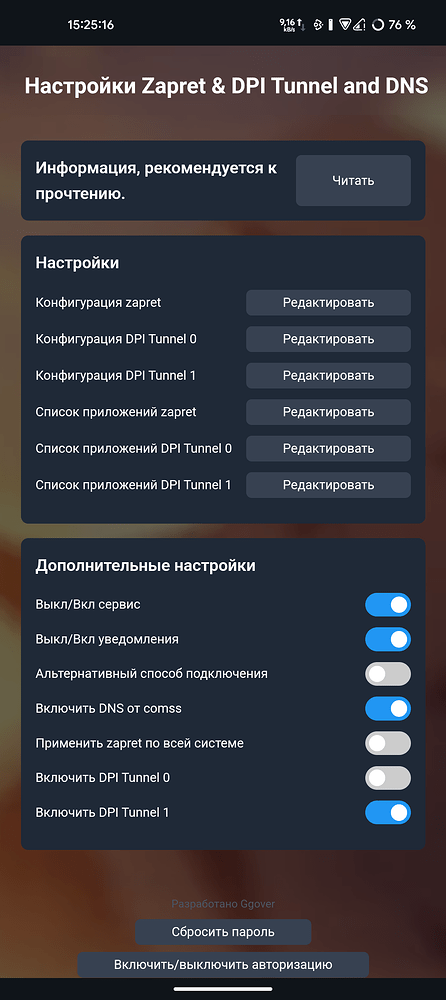 15:25:16
9,16 kB/s
76 %
Настройки Zapret & DPI Tunnel and DNS
Информация, рекомендуется к
прочтению.
Читать
Настройки
Конфигурация zapret
Редактировать
Конфигурация DPI Tunnel 0
Редактировать
Конфигурация DPI Tunnel 1
Редактировать
Список приложений zapret
Редактировать
Список приложений DPI Tunnel 0
Редактировать
Список приложений DPI Tunnel 1
Редактировать
Дополнительные настройки
Выкл/Вкл сервис
Выкл/Вкл уведомления
Альтернативный способ подключения
Включить DNS от comss
Применить zapret по всей системе
Включить DPI Tunnel 0
Включить DPI Tunnel 1
Разработано Ggover
Сбросить пароль
Включить/выключить авторизацию